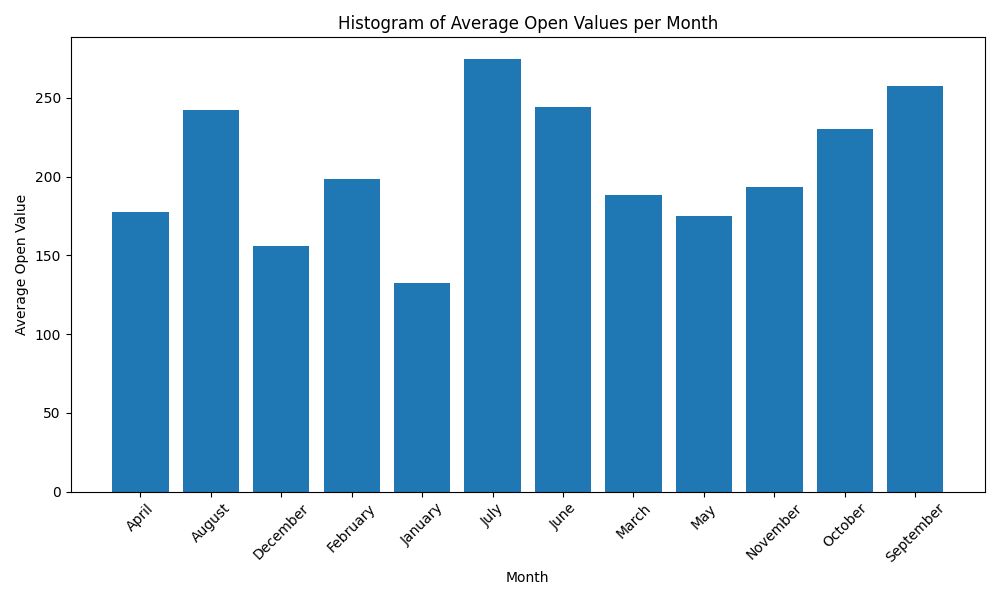 Histogram of Average Open Values per Month
Average Open Value
250
200
150
100
50
0
April
August
December
February
January
July
June
March
May
November
October
September
Month